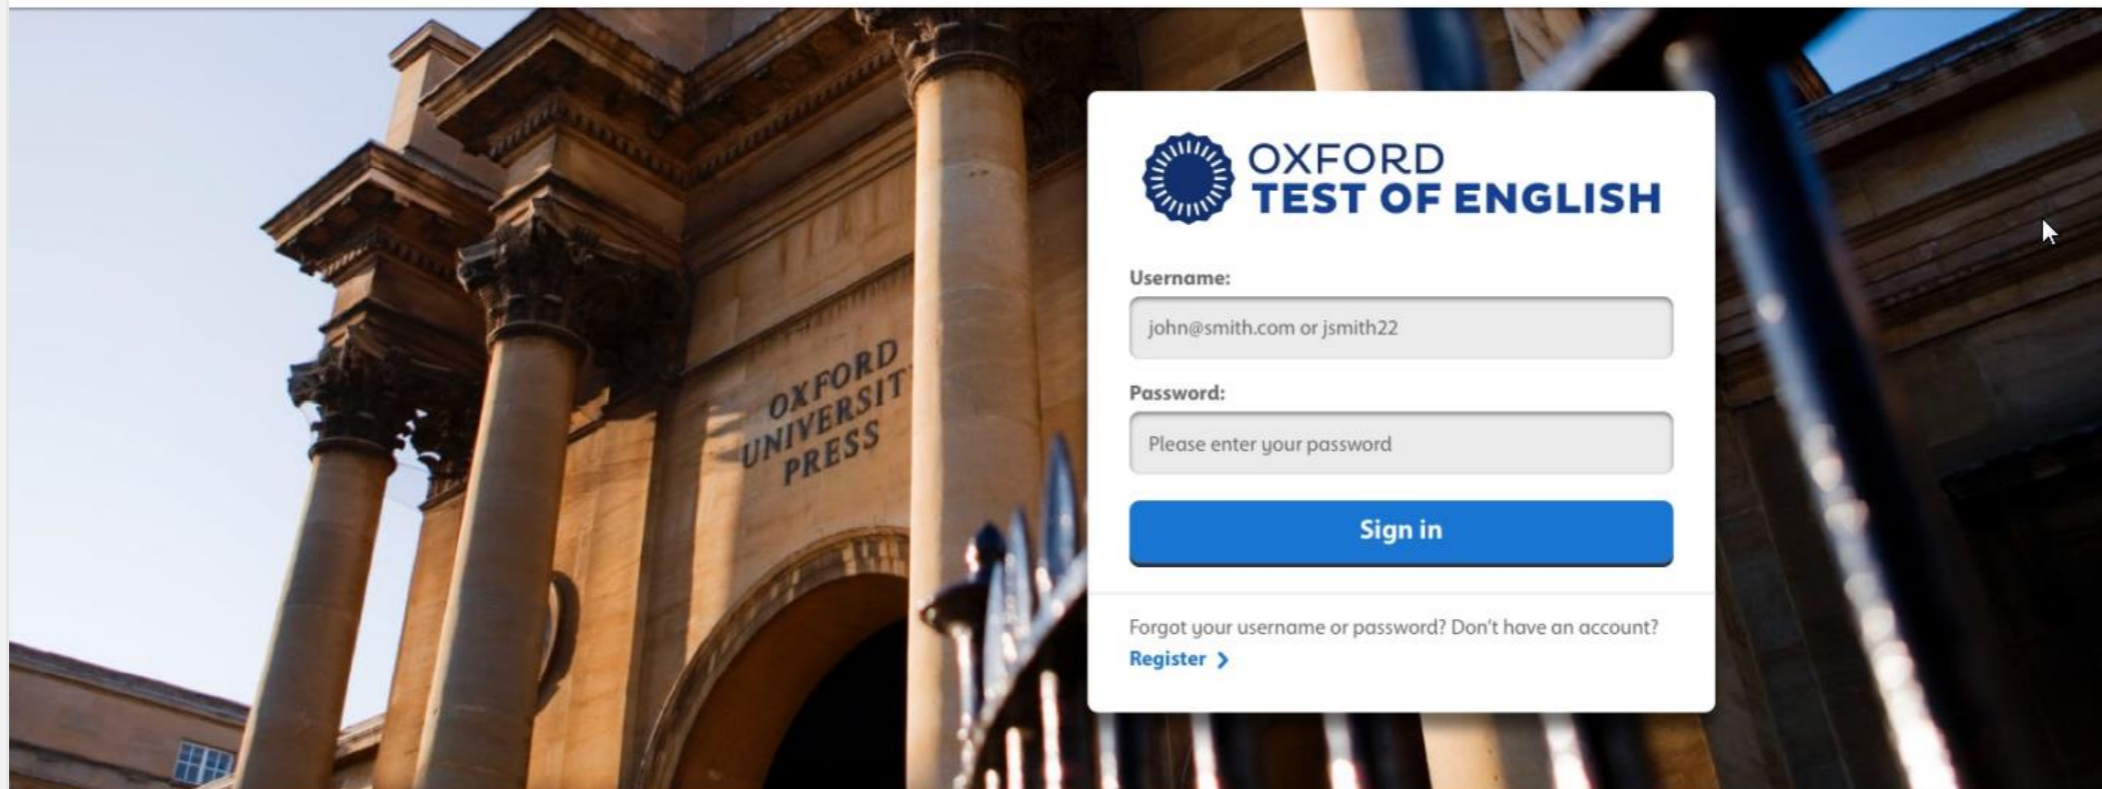 OXFORD
UNIVERSIT
PRESS
OXFORD
TEST OF ENGLISH
Username:
john@smith.com or jsmith22
Password:
Please enter your password
Sign in
Forgot your username or password? Don't have an account?
Register